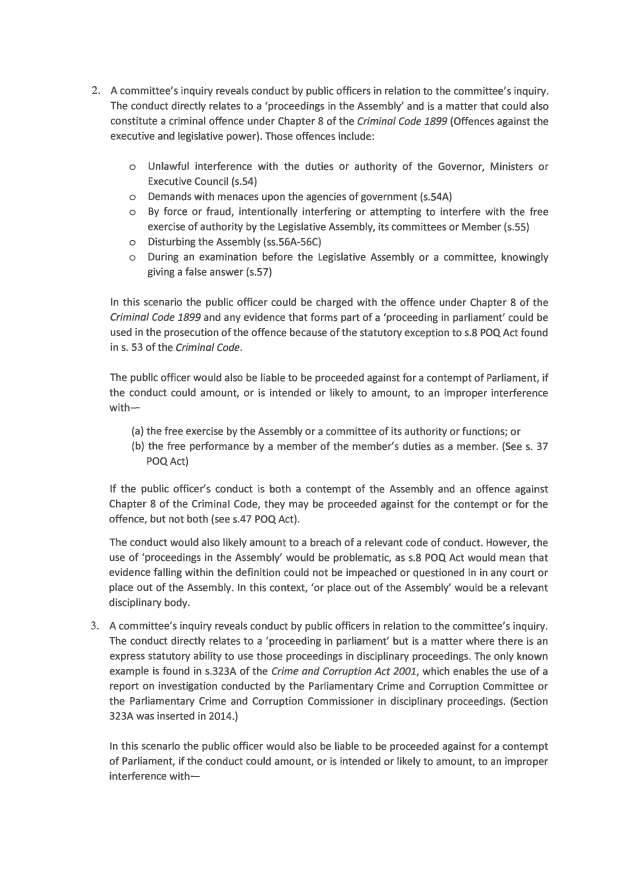 2. A committee's inquiry reveals conduct by public officers in relation to the committee's inquiry.
The conduct directly relates to a 'proceedings in the Assembly' and is a matter that could also
constitute a criminal offence under Chapter 8 of the Criminal Code 1899 (Offences against the
executive and legislative power). Those offences include:
o Unlawful interference with the duties or authority of the Governor, Ministers or
Executive Council (s.54)
o Demands with menaces upon the agencies of government (s.54A)
o By force or fraud, intentionally interfering or attempting to interfere with the free
exercise of authority by the Legislative Assembly, its committees or Member (s.55)
o Disturbing the Assembly (ss.56A-56C)
o During an examination before the Legislative Assembly or a committee, knowingly
giving a false answer (s.57)
In this scenario the public officer could be charged with the offence under Chapter 8 of the
Criminal Code 1899 and any evidence that forms part of a 'proceeding in parliament' could be
used in the prosecution of the offence because of the statutory exception to s.8 POQ Act found
in s. 53 of the Criminal Code.
The public officer would also be liable to be proceeded against for a contempt of Parliament, if
the conduct could amount, or is intended or likely to amount, to an improper interference
with—
(a) the free exercise by the Assembly or a committee of its authority or functions; or
(b) the free performance by a member of the member's duties as a member. (See s. 37
POQ Act)
If the public officer's conduct is both a contempt of the Assembly and an offence against
Chapter 8 of the Criminal Code, they may be proceeded against for the contempt or for the
offence, but not both (see s.47 POQ Act).
The conduct would also likely amount to a breach of a relevant code of conduct. However, the
use of 'proceedings in the Assembly' would be problematic, as s.8 POQ Act would mean that
evidence falling within the definition could not be impeached or questioned in in any court or
place out of the Assembly. In this context, 'or place out of the Assembly' would be a relevant
disciplinary body.
3. A committee's inquiry reveals conduct by public officers in relation to the committee's inquiry.
The conduct directly relates to a 'proceeding in parliament' but is a matter where there is an
express statutory ability to use those proceedings in disciplinary proceedings. The only known
example is found in s.323A of the Crime and Corruption Act 2001, which enables the use of a
report on investigation conducted by the Parliamentary Crime and Corruption Committee or
the Parliamentary Crime and Corruption Commissioner in disciplinary proceedings. (Section
323A was inserted in 2014.)
In this scenario the public officer would also be liable to be proceeded against for a contempt
of Parliament, if the conduct could amount, or is intended or likely to amount, to an improper
interference with—